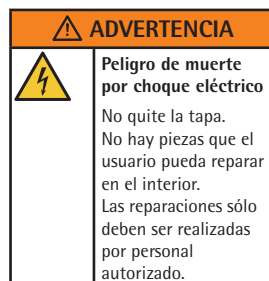 ADVERTENCIA
Peligro de muerte
por choque eléctrico
No quite la tapa.
No hay piezas que el
usuario pueda reparar
en el interior.
Las reparaciones sólo
deben ser realizadas
por personal
autorizado.